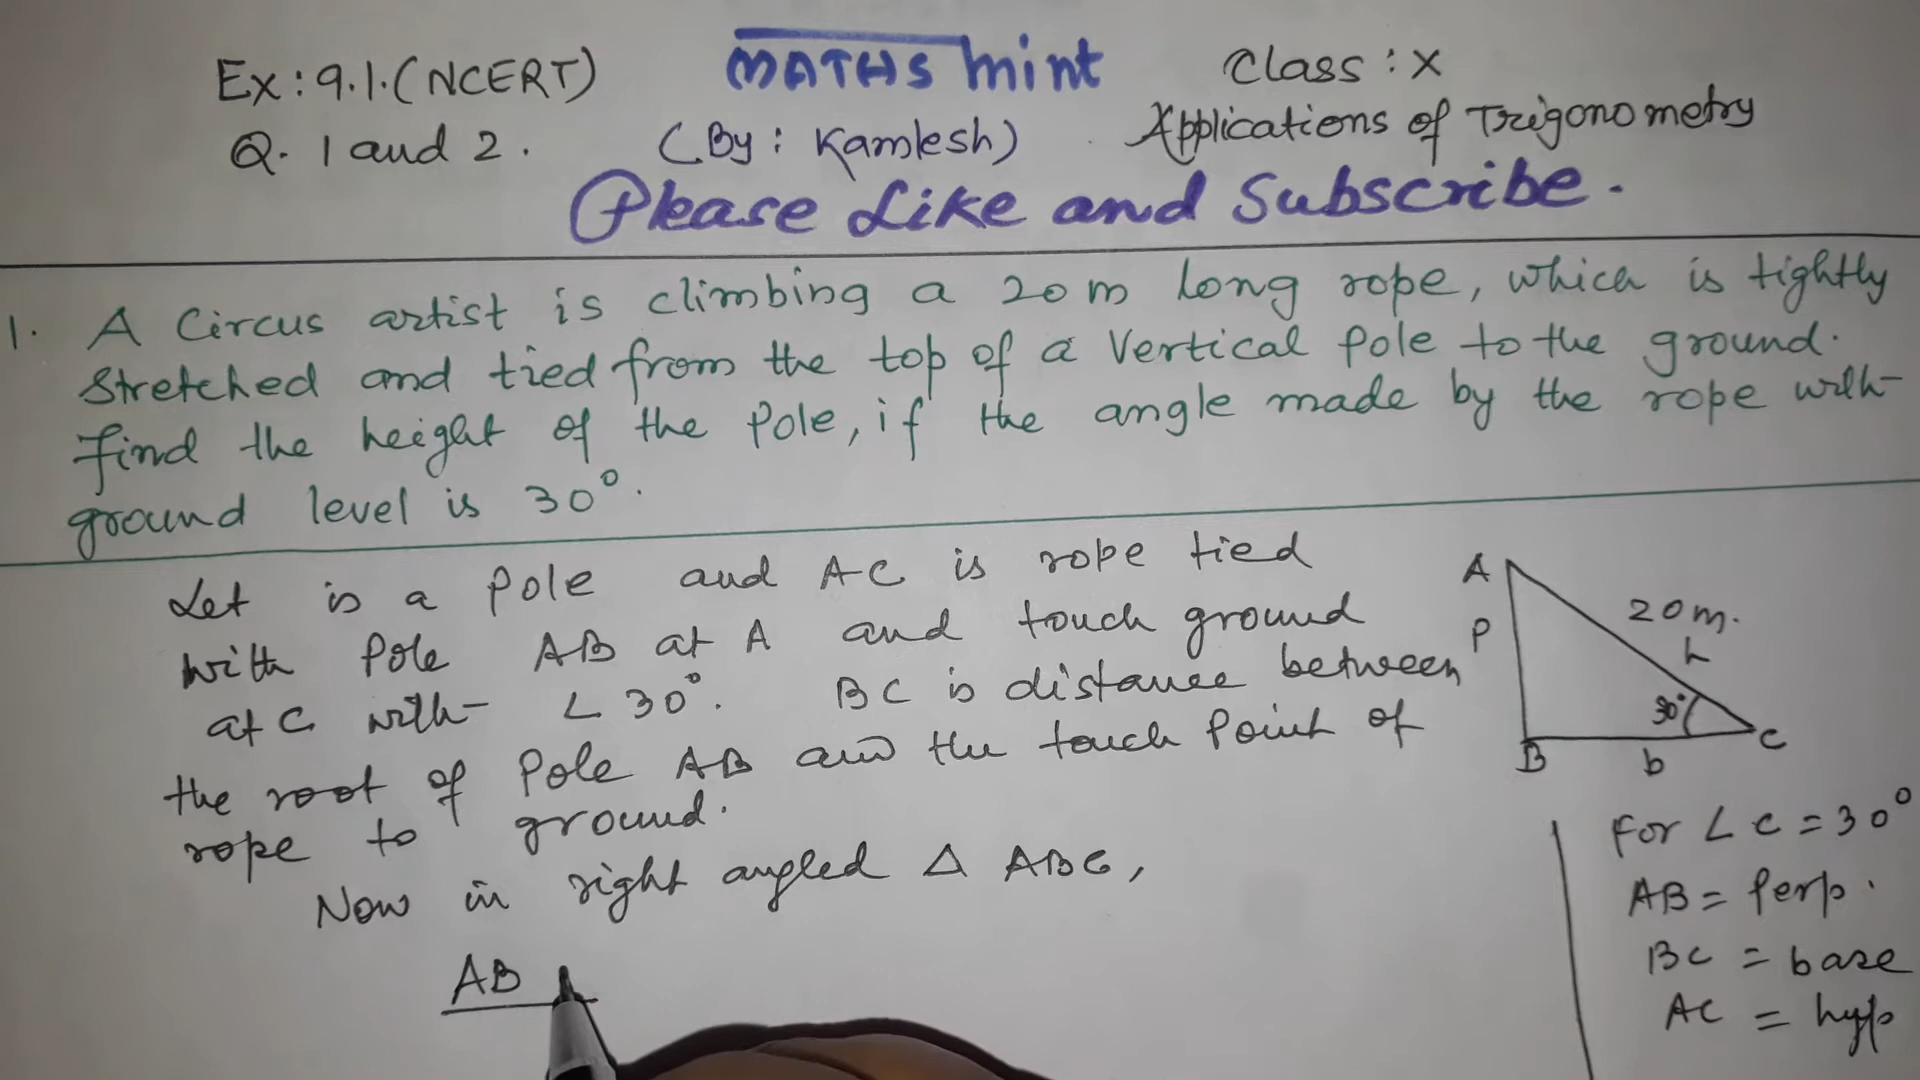 Ex: 9.1. (NCERT)
Q. 1 and 2.
MATHS mint
(By: Kamlesh)
Class: X
Applications of Trigonometry
Please Like and Subscribe.
1. A Circus artist is climbing a 20m long rope, which is tightly
Stretched and tied from the top of a Vertical Pole to the ground.
find the height of the Pole, if the angle made by the rope with
ground level is 30°.
Let is a Pole and AC is rope tied
with Pole AB at A and touch ground
at C with ∠30°. BC is distance between
the root of Pole AB and the touch Point of
rope to ground.
Now in right angled △ ABC,
AB
A
P
20m.
h
30°
B
b
C
For ∠C = 30°
AB = Perp.
BC = base
AC = hyp